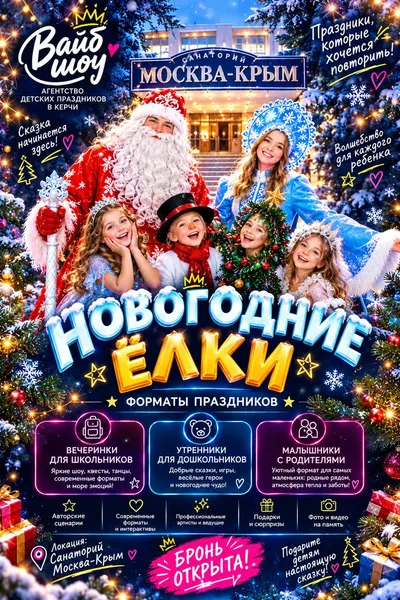 Вайб
шоу
АГЕНТСТВО
ДЕТСКИХ ПРАЗДНИКОВ
В КЕРЧИ
Праздники,
которые
хочется
повторить!
САНАТОРИЙ
МОСКВА-КРЫМ
Сказка
начинается
здесь!
Волшебство
для каждого
ребенка
НОВОГОДНИЕ
ЁЛКИ
ФОРМАТЫ ПРАЗДНИКОВ
ВЕЧЕРИНКИ
ДЛЯ ШКОЛЬНИКОВ
Яркие шоу, квесты, танцы,
современные форматы
и море эмоций!
УТРЕННИКИ
ДЛЯ ДОШКОЛЬНИКОВ
Добрые сказки, игры,
весёлые герои
и новогоднее чудо!
МАЛЫШНИКИ
С РОДИТЕЛЯМИ
Уютный формат для самых
маленьких: родные рядом,
атмосфера тепла и заботы!
Авторские
сценарии
Современные
форматы
и интерактивы
Профессиональные
артисты и ведущие
Подарки
и сюрпризы
Фото и видео
на память
Локация:
Санаторий
Москва-Крым
БРОНЬ
ОТКРЫТА!
Подарите
детям
настоящую
сказку!